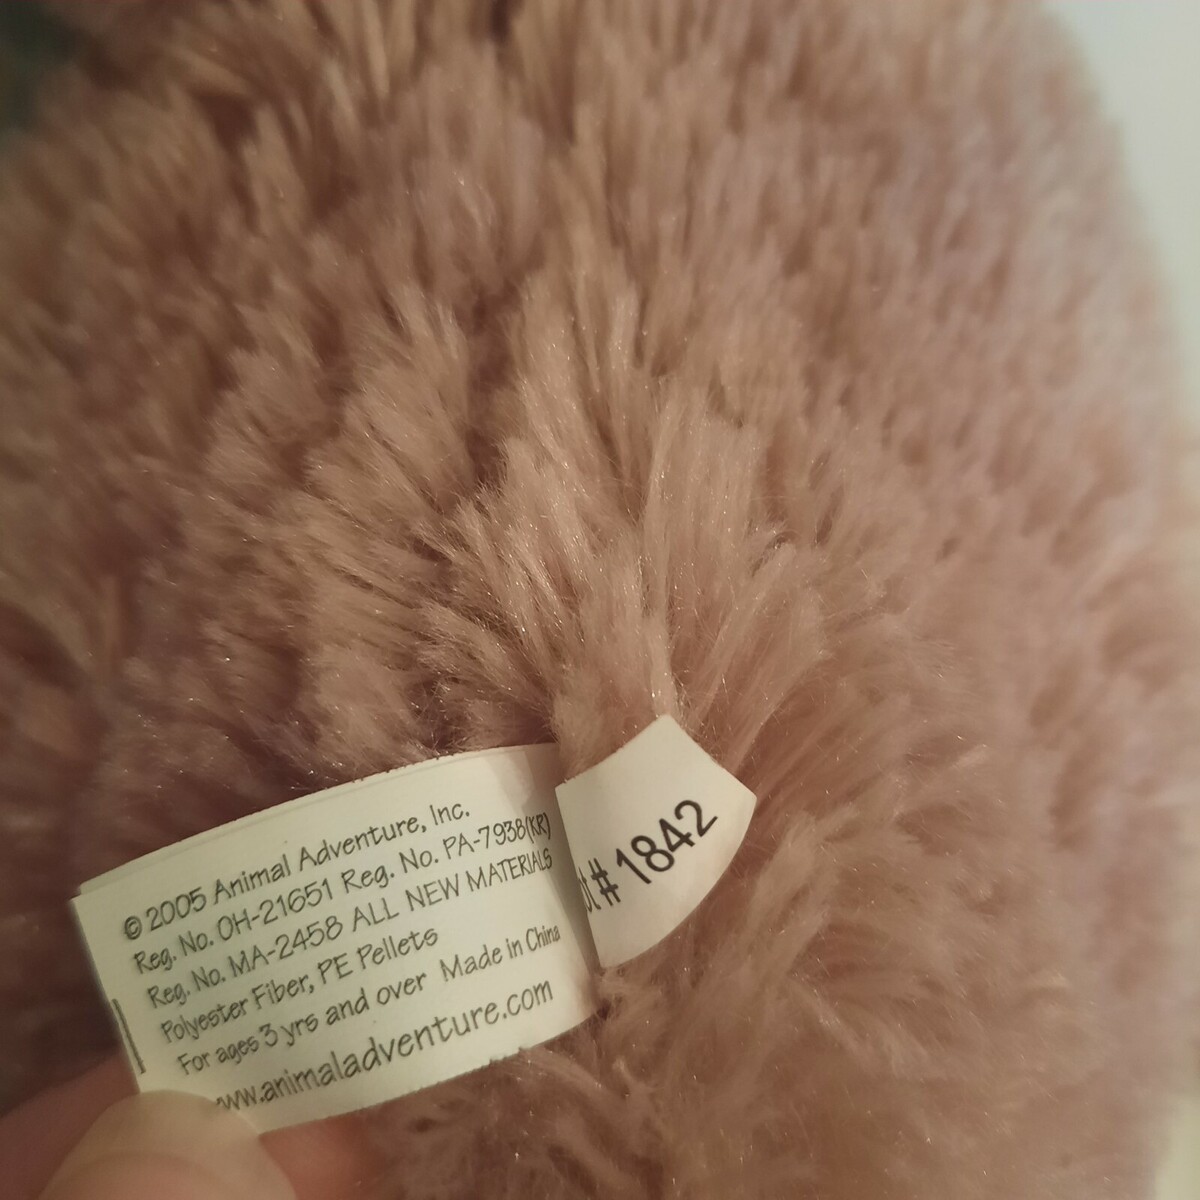 © 2005 Animal Adventure, Inc.
Reg. No. OH-21651 Reg. No. PA-7938(KR)
Reg. No. MA-2458 ALL NEW MATERIALS
Polyester Fiber, PE Pellets
For ages 3 yrs and over Made in China
www.animaladventure.com
ot # 1842